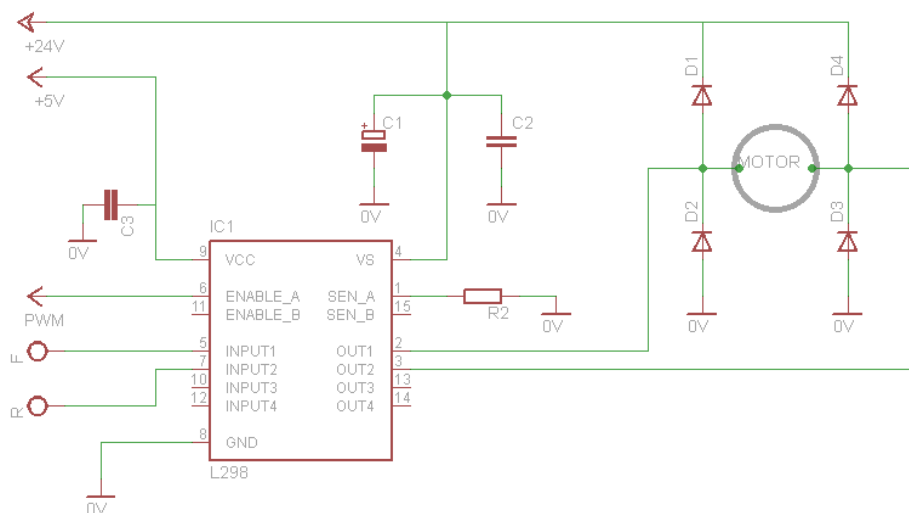 +24V
+5V
C3
0V
C1
+
0V
C2
0V
D1
D4
MOTOR
D2
D3
0V
0V
IC1
9 VCC VS 4
6 ENABLE_A SEN_A 1
11 ENABLE_B SEN_B 15
5 INPUT1 OUT1 2
7 INPUT2 OUT2 3
10 INPUT3 OUT3 13
12 INPUT4 OUT4 14
8 GND
L298
R2
0V
PWM
F
R
0V